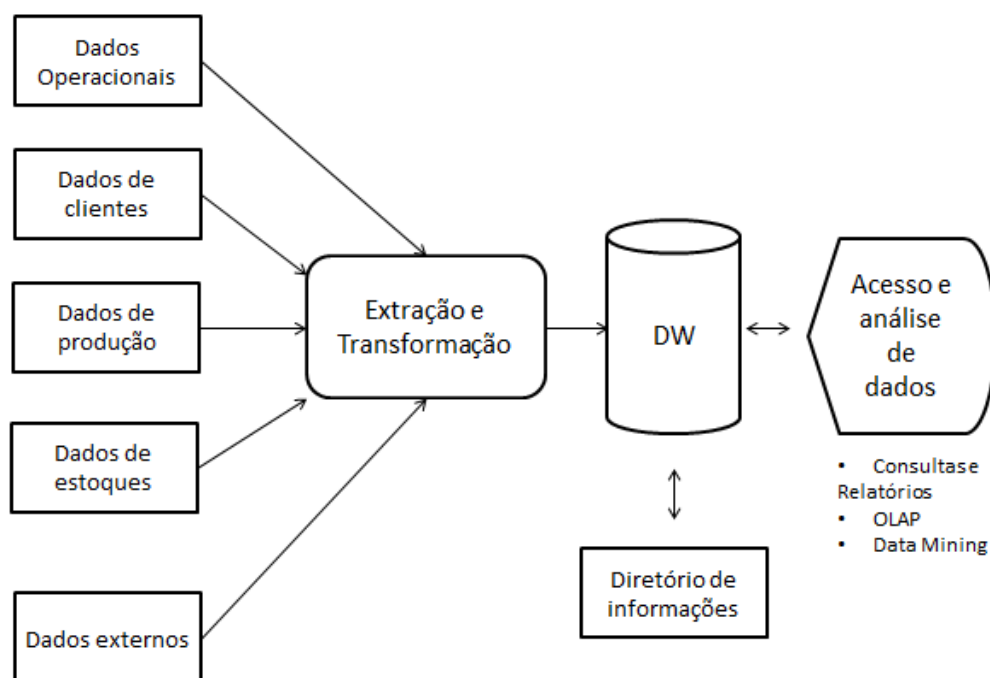 Dados
Operacionais
Dados de
clientes
Dados de
produção
Dados de
estoques
Dados externos
Extração e
Transformação
DW
Diretório de
informações
Acesso e
análise
de
dados
• Consultase
Relatórios
• OLAP
• Data Mining